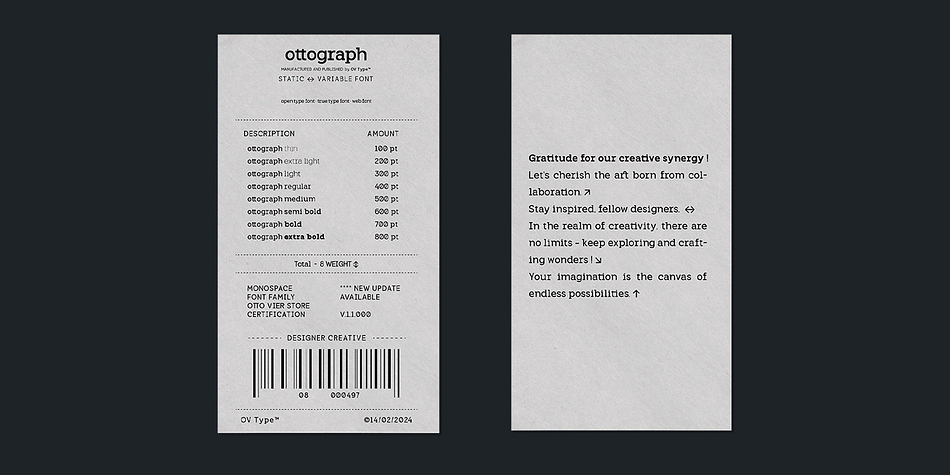 ottograph
MANUFACTURED AND PUBLISHED by OV Type™
STATIC ↔ VARIABLE FONT
open type font · true type font · web font
DESCRIPTION AMOUNT
ottograph thin 100 pt
ottograph extra light 200 pt
ottograph light 300 pt
ottograph regular 400 pt
ottograph medium 500 pt
ottograph semi bold 600 pt
ottograph bold 700 pt
ottograph extra bold 800 pt
Total - 8 WEIGHT ↕
MONOSPACE **** NEW UPDATE
FONT FAMILY AVAILABLE
OTTO VIER STORE
CERTIFICATION V.1.1.000
DESIGNER CREATIVE
08 000497
OV Type™ ©14/02/2024
Gratitude for our creative synergy !
Let's cherish the art born from col-
laboration. ↗
Stay inspired, fellow designers. ↔
In the realm of creativity, there are
no limits – keep exploring and craft-
ing wonders ! ↘
Your imagination is the canvas of
endless possibilities. ↑